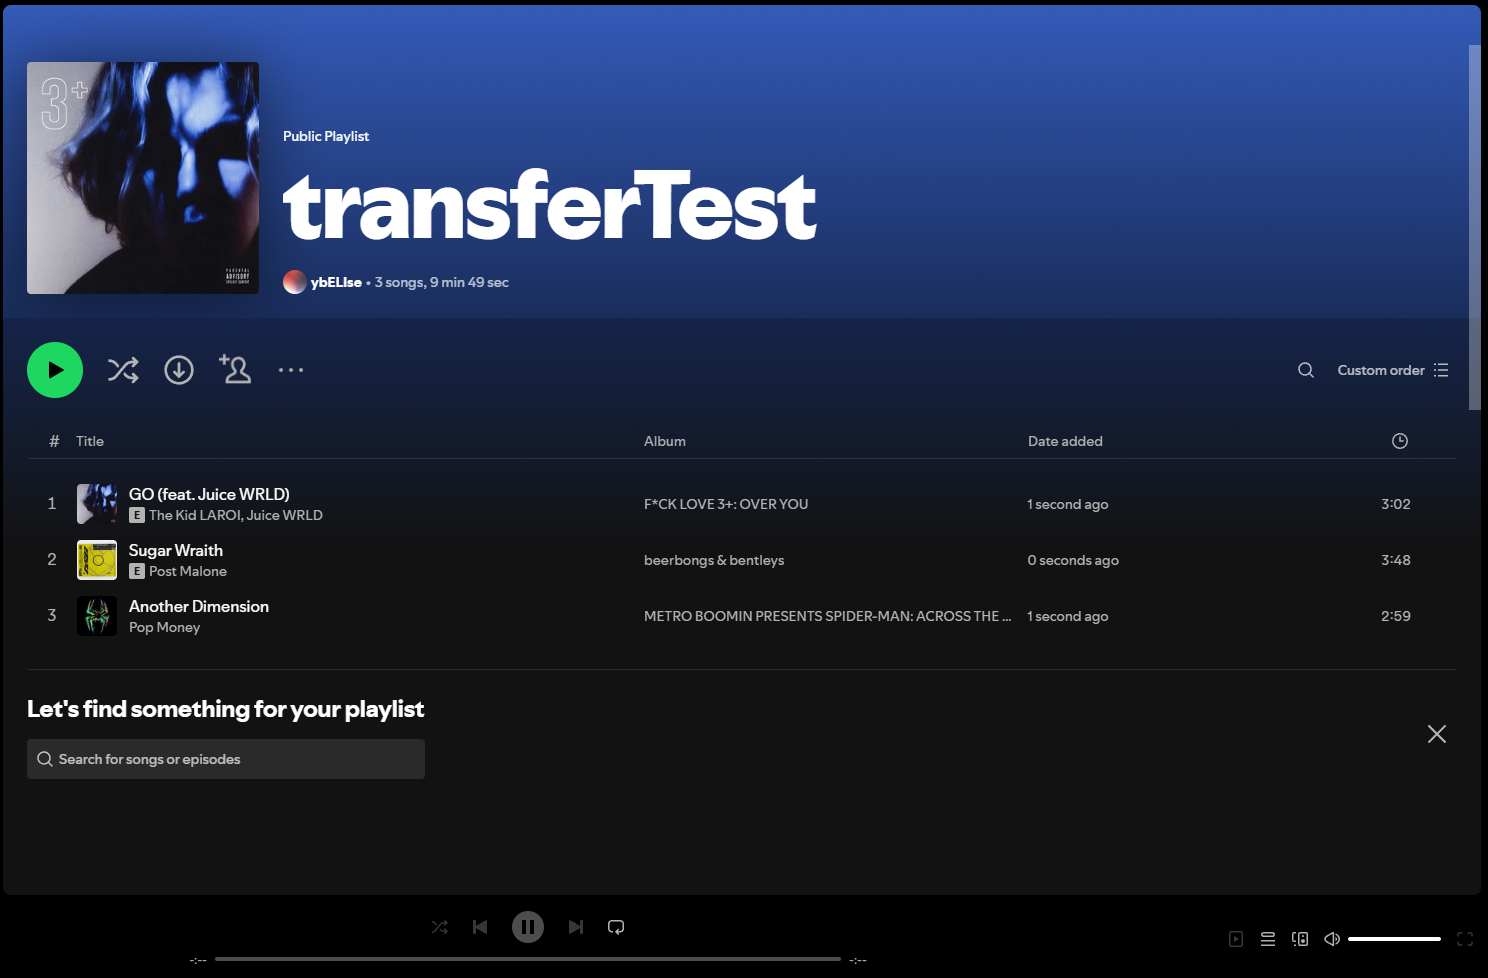 3+
PARENTAL
ADVISORY
EXPLICIT CONTENT
Public Playlist
transferTest
ybELIse • 3 songs, 9 min 49 sec
Custom order
# Title Album Date added
1 GO (feat. Juice WRLD) F*CK LOVE 3+: OVER YOU 1 second ago 3:02
E The Kid LAROI, Juice WRLD
2 Sugar Wraith beerbongs & bentleys 0 seconds ago 3:48
E Post Malone
3 Another Dimension METRO BOOMIN PRESENTS SPIDER-MAN: ACROSS THE ... 1 second ago 2:59
Pop Money
Let's find something for your playlist
Search for songs or episodes
-:-- -:--